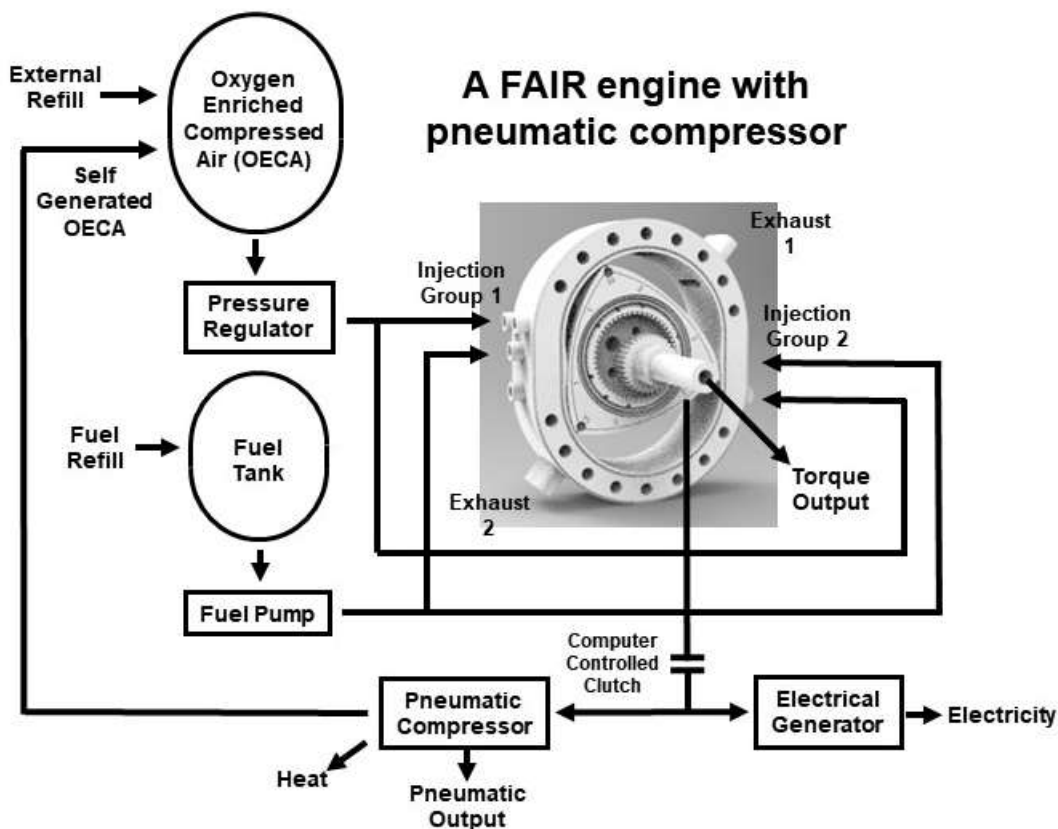 A FAIR engine with
pneumatic compressor
External
Refill
Oxygen
Enriched
Compressed
Air (OECA)
Self
Generated
OECA
Exhaust
1
Injection
Group 1
Pressure
Regulator
Injection
Group 2
Fuel
Refill
Fuel
Tank
Torque
Output
Exhaust
2
Fuel Pump
Computer
Controlled
Clutch
Pneumatic
Compressor
Electrical
Generator
Electricity
Heat
Pneumatic
Output